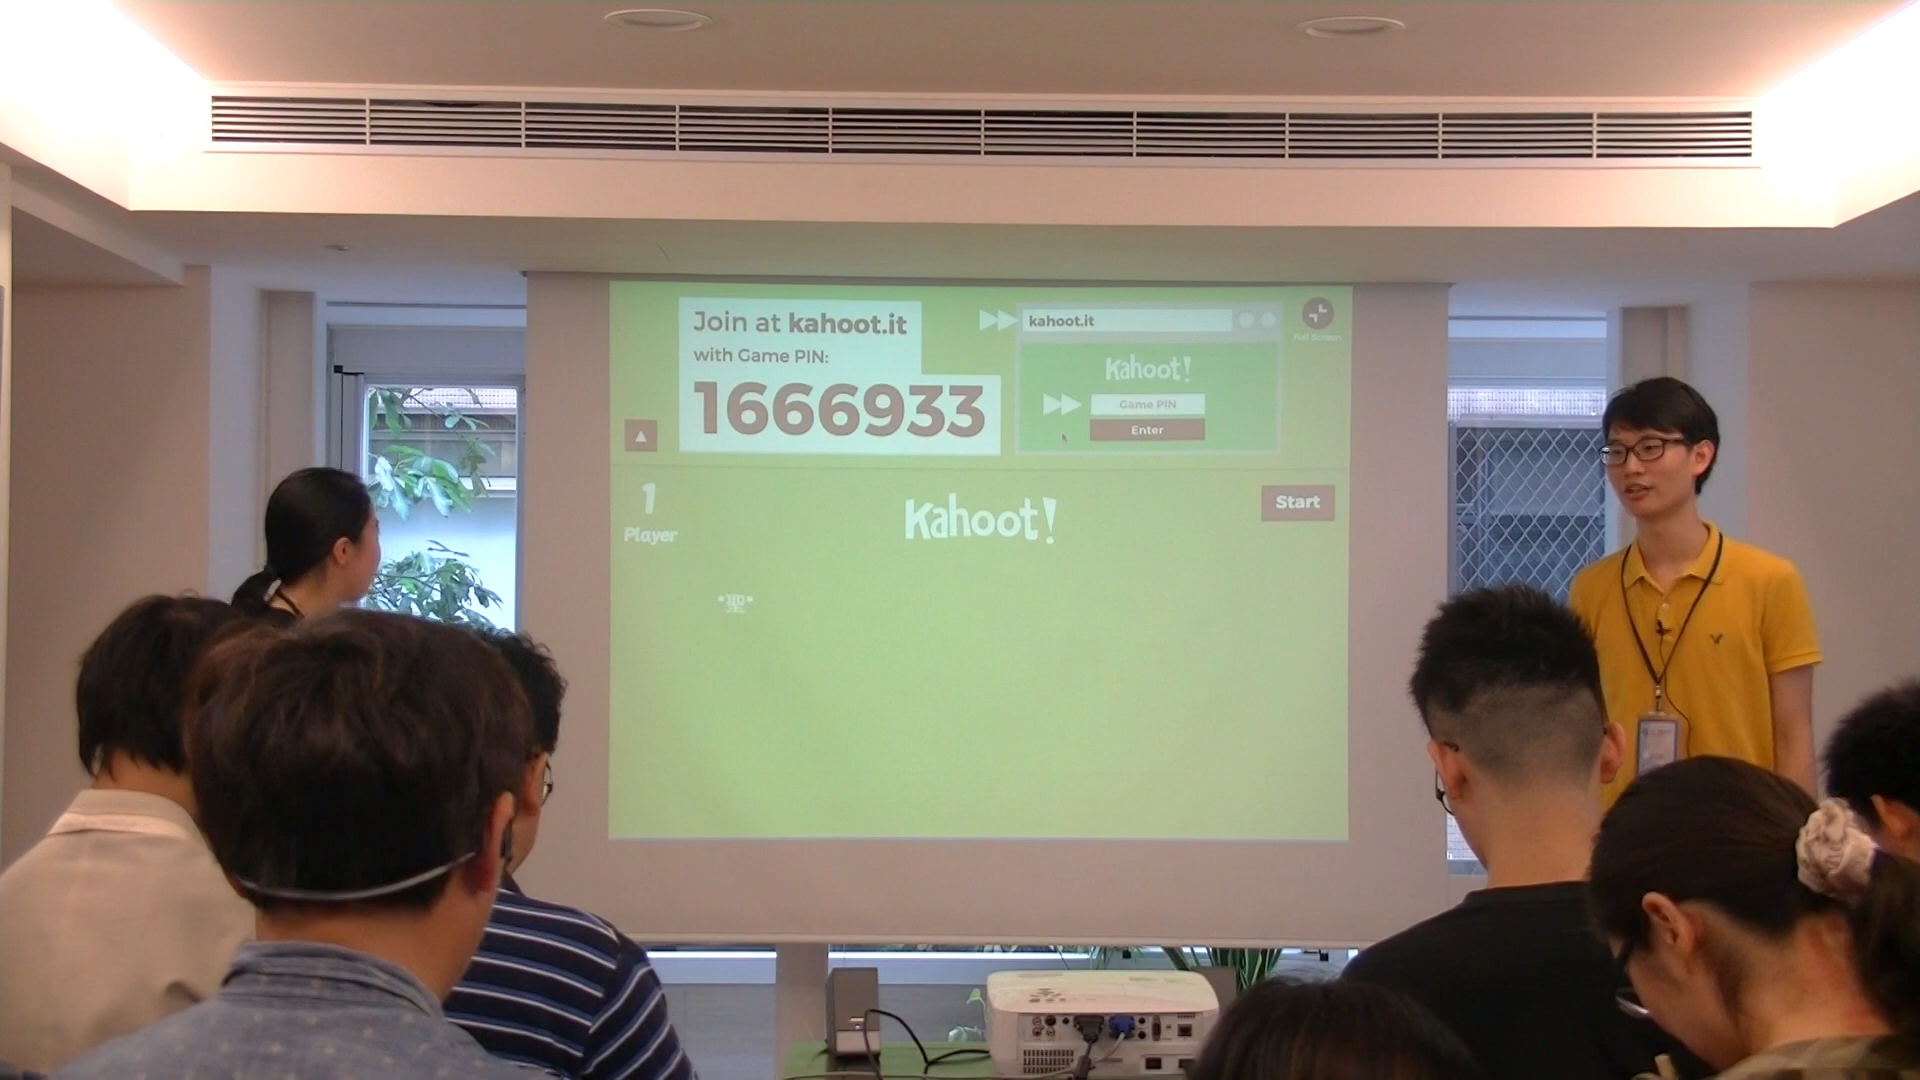 Join at kahoot.it
with Game PIN:
1666933
kahoot.it
Full Screen
Kahoot!
Game PIN
Enter
1
Player
Kahoot!
Start